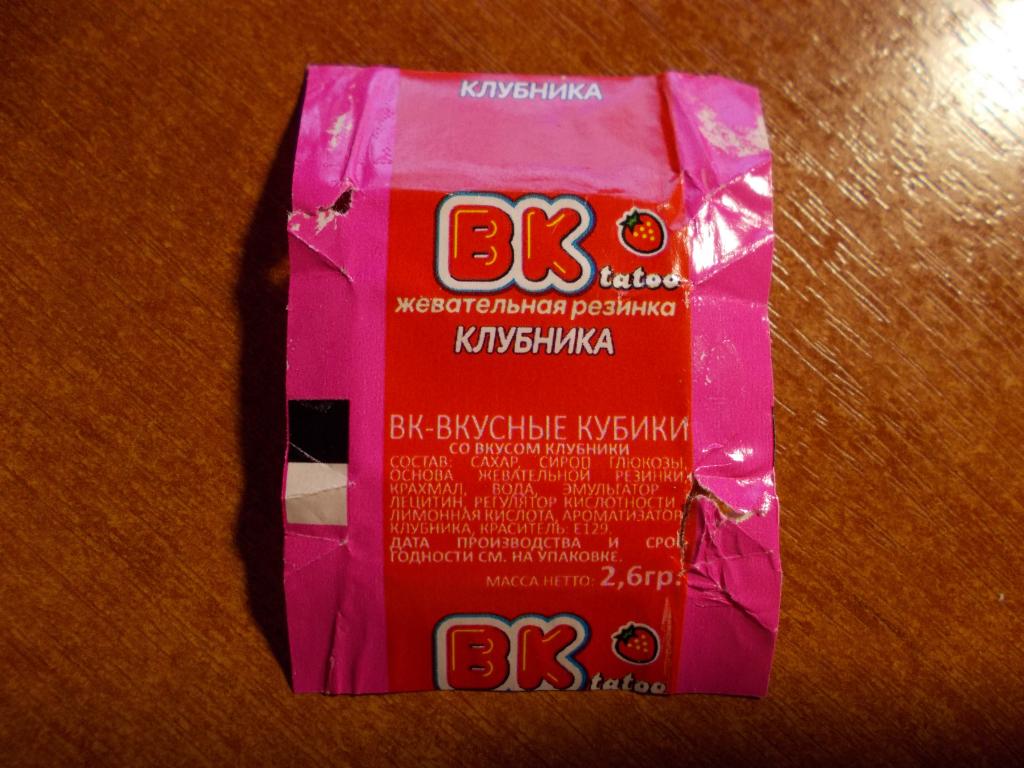 КЛУБНИКА
ВК
tatoo
жевательная резинка
КЛУБНИКА
ВК-ВКУСНЫЕ КУБИКИ
СО ВКУСОМ КЛУБНИКИ
СОСТАВ: САХАР, СИРОП ГЛЮКОЗЫ,
ОСНОВА ЖЕВАТЕЛЬНОЙ РЕЗИНКИ,
КРАХМАЛ, ВОДА, ЭМУЛЬГАТОР -
ЛЕЦИТИН, РЕГУЛЯТОР КИСЛОТНОСТИ -
ЛИМОННАЯ КИСЛОТА, АРОМАТИЗАТОР
КЛУБНИКА, КРАСИТЕЛЬ: Е129.
ДАТА ПРОИЗВОДСТВА И СРОК
ГОДНОСТИ СМ. НА УПАКОВКЕ.
МАССА НЕТТО: 2,6гр.
ВК
tatoo